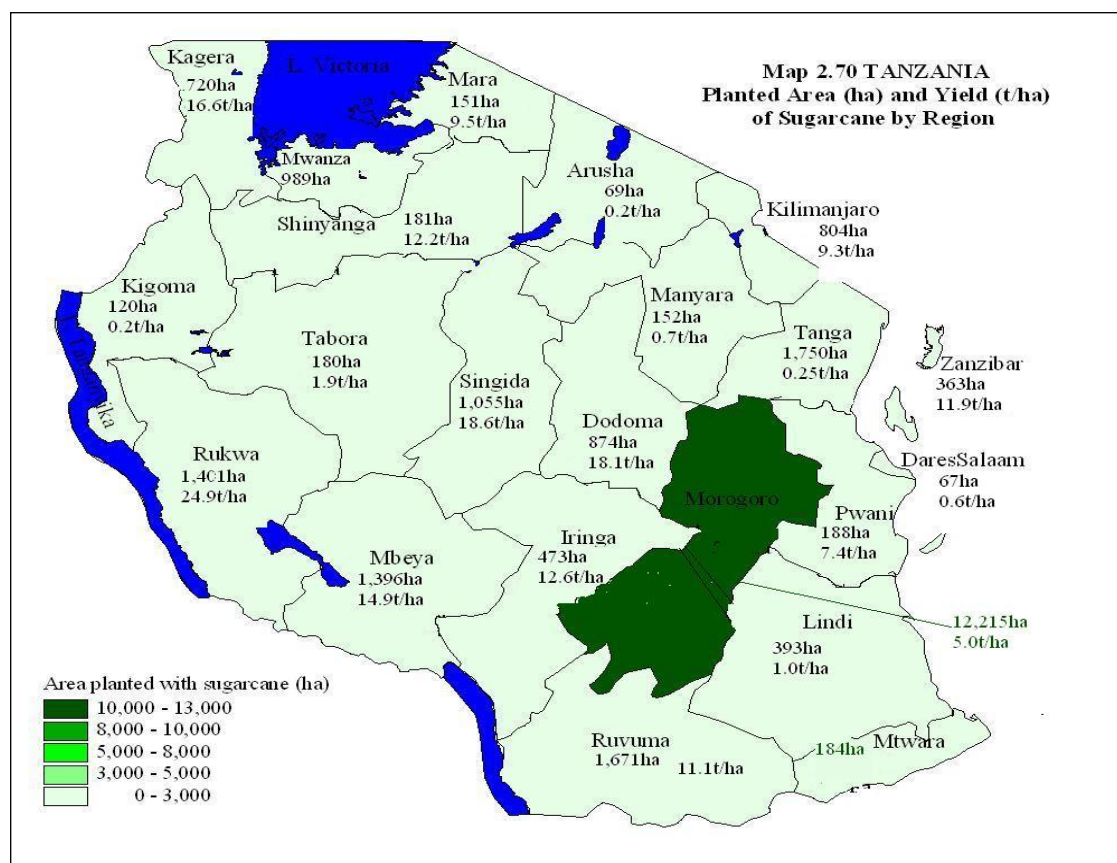 Map 2.70 TANZANIA
Planted Area (ha) and Yield (t/ha)
of Sugarcane by Region
Kagera
720ha
16.6t/ha
L. Victoria
Mara
151ha
9.5t/ha
Mwanza
989ha
Arusha
69ha
0.2t/ha
Kilimanjaro
804ha
9.3t/ha
Shinyanga
181ha
12.2t/ha
Kigoma
120ha
0.2t/ha
Tabora
180ha
1.9t/ha
Singida
1,055ha
18.6t/ha
Manyara
152ha
0.7t/ha
Tanga
1,750ha
0.25t/ha
Zanzibar
363ha
11.9t/ha
Dodoma
874ha
18.1t/ha
DaresSalaam
67ha
0.6t/ha
Rukwa
1,401ha
24.9t/ha
Morogoro
Pwani
188ha
7.4t/ha
Mbeya
1,396ha
14.9t/ha
Iringa
473ha
12.6t/ha
12,215ha
5.0t/ha
Lindi
393ha
1.0t/ha
Ruvuma
1,671ha
11.1t/ha
184ha
Mtwara
Area planted with sugarcane (ha)
10,000 - 13,000
8,000 - 10,000
5,000 - 8,000
3,000 - 5,000
0 - 3,000